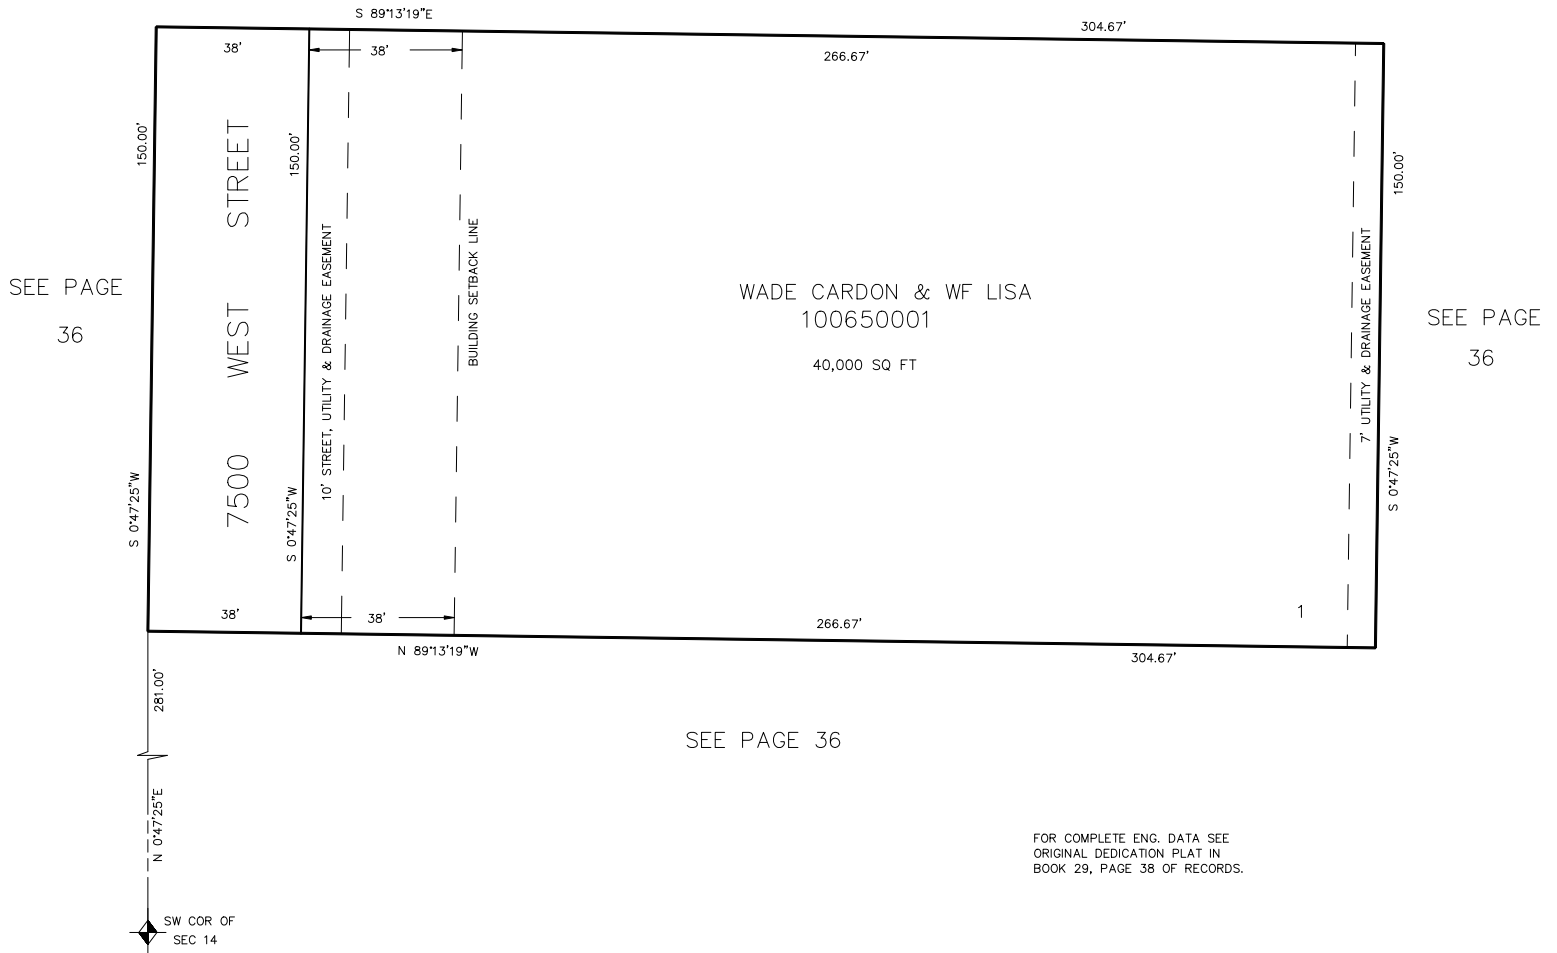 S 89°13'19"E
304.67'
38'
38'
266.67'
150.00'
150.00'
150.00'
7500 WEST STREET
10' STREET, UTILITY & DRAINAGE EASEMENT
BUILDING SETBACK LINE
7' UTILITY & DRAINAGE EASEMENT
SEE PAGE
36
WADE CARDON & WF LISA
100650001
40,000 SQ FT
SEE PAGE
36
S 0°47'25"W
S 0°47'25"W
S 0°47'25"W
1
38'
38'
266.67'
N 89°13'19"W
304.67'
281.00'
SEE PAGE 36
N 0°47'25"E
FOR COMPLETE ENG. DATA SEE
ORIGINAL DEDICATION PLAT IN
BOOK 29, PAGE 38 OF RECORDS.
SW COR OF
SEC 14